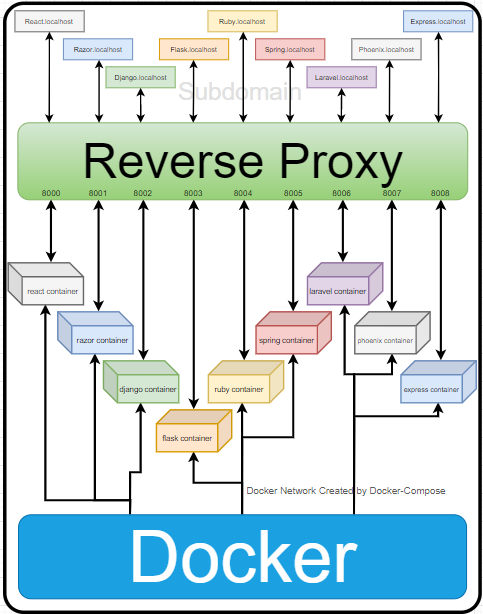 React.localhost
Ruby.localhost
Express.localhost
Razor.localhost
Flask.localhost
Spring.localhost
Phoenix.localhost
Django.localhost
Laravel.localhost
Subdomain
Reverse Proxy
8000 8001 8002 8003 8004 8005 8006 8007 8008
react container
laravel container
razor container
spring container
phoenix container
django container
ruby container
express container
flask container
Docker Network Created by Docker-Compose
Docker